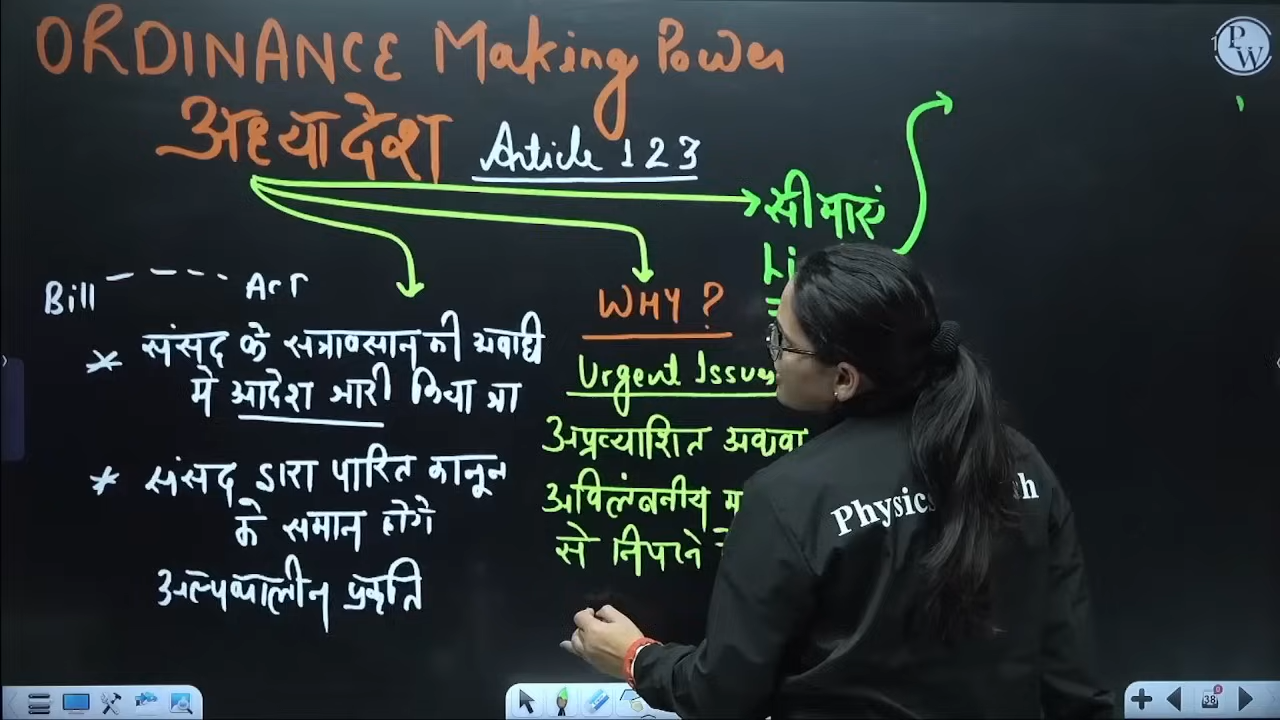 ORDINANCE Making Power
अध्यादेश Article 123
सीमाएं
Bill - - - - Act
WHY?
* संसद के सत्रावसान की अवधि
में आदेश जारी किया जा
* संसद द्वारा पारित कानून
के समान होंगे
अल्पकालीन प्रकृति
Urgent Issue
अप्रत्याशित अथवा
अविलंबनीय
से निपटने
Physics
PW
38